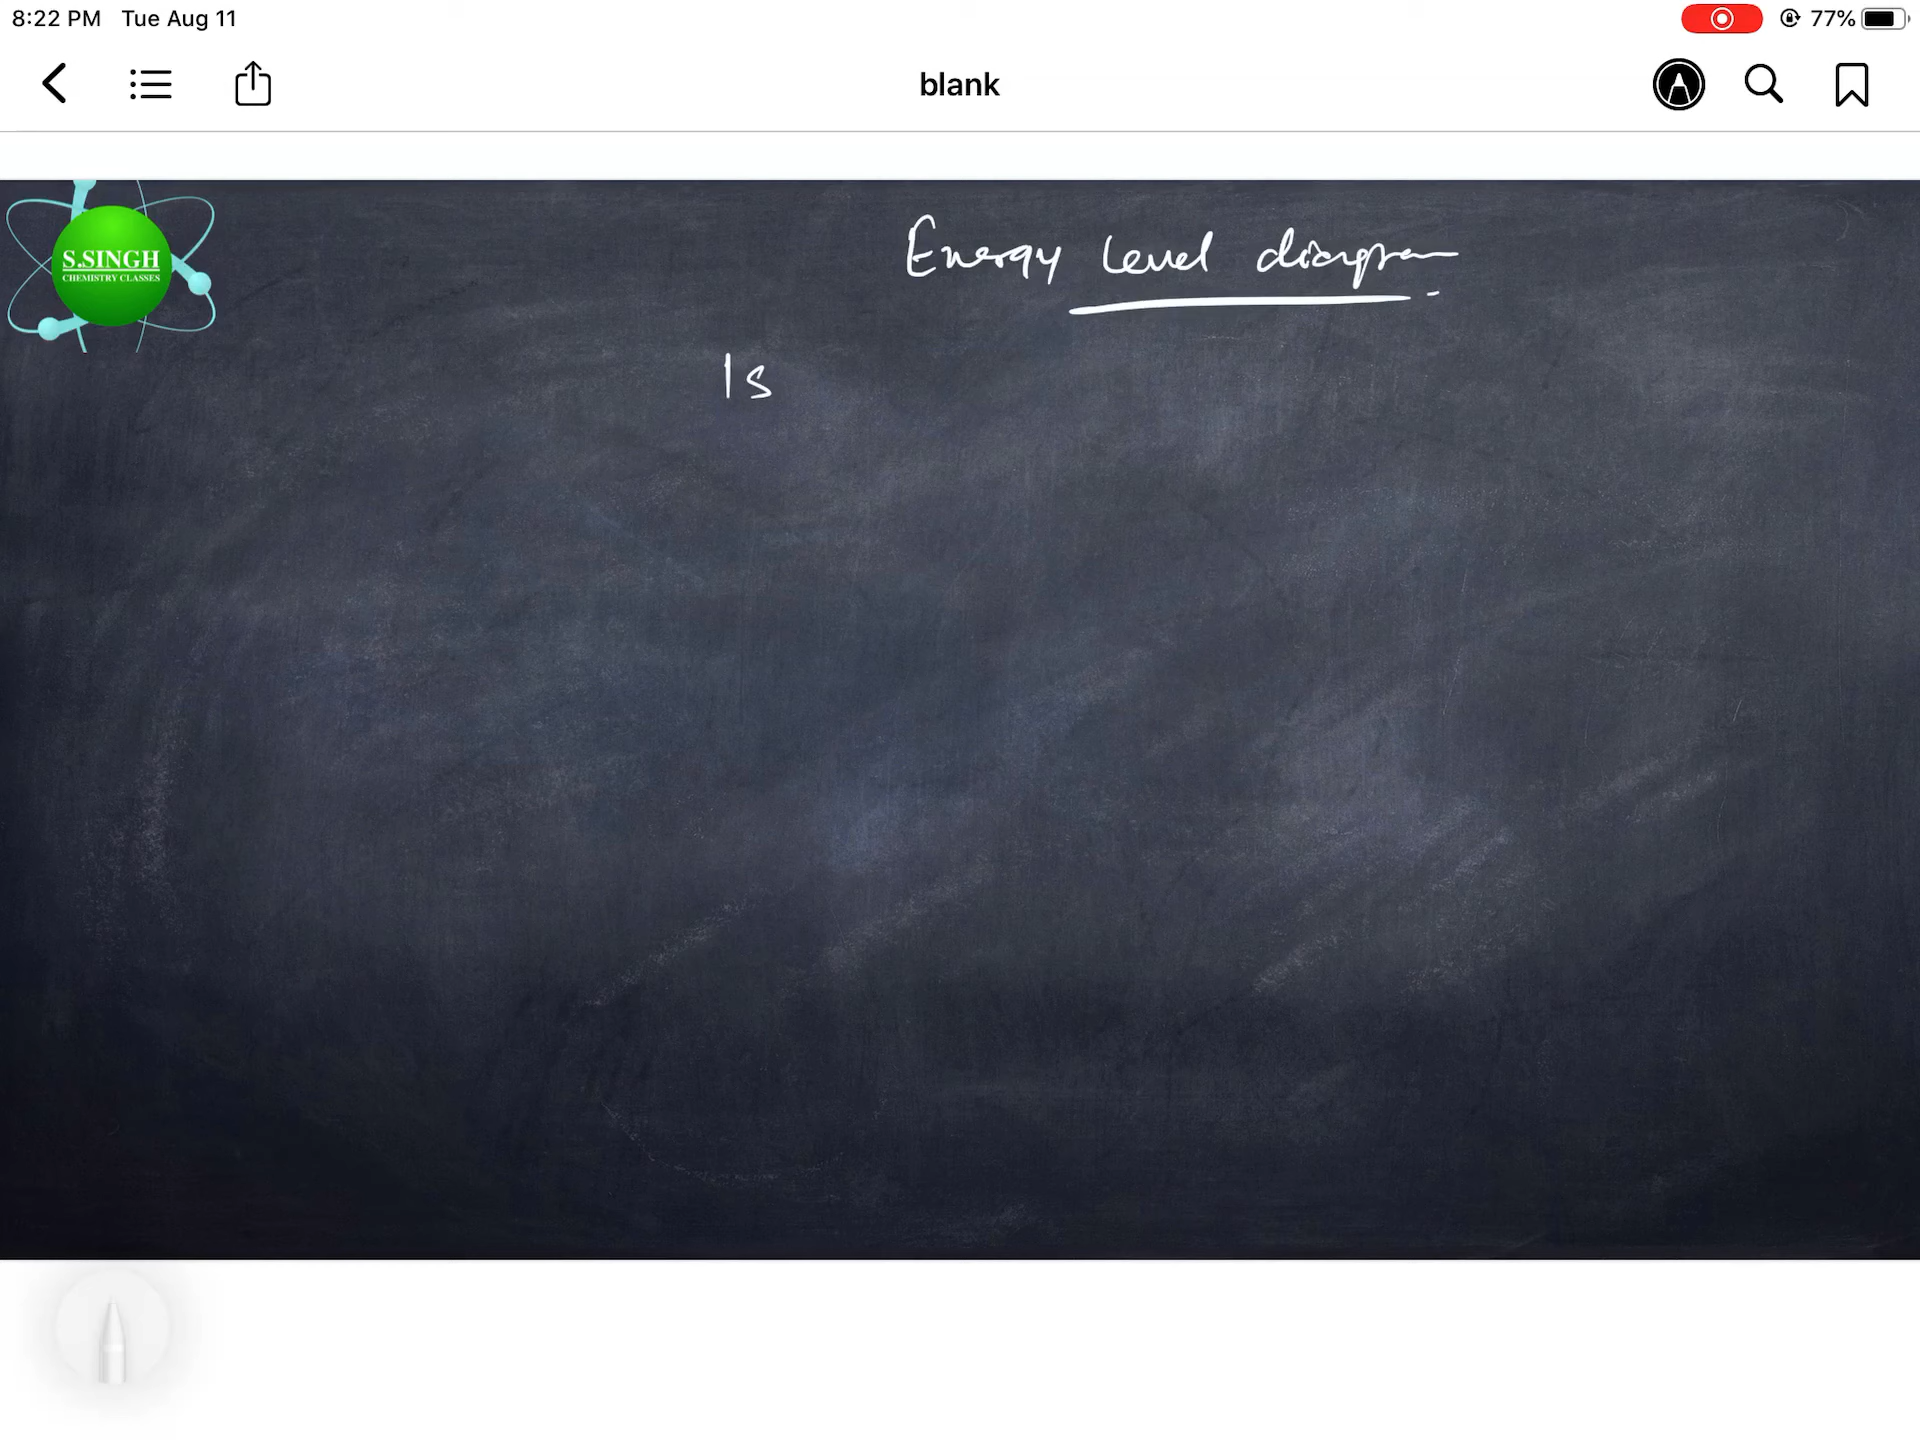 8:22 PM Tue Aug 11
77%
blank
S.SINGH
CHEMISTRY CLASSES
Energy level diagram
1s